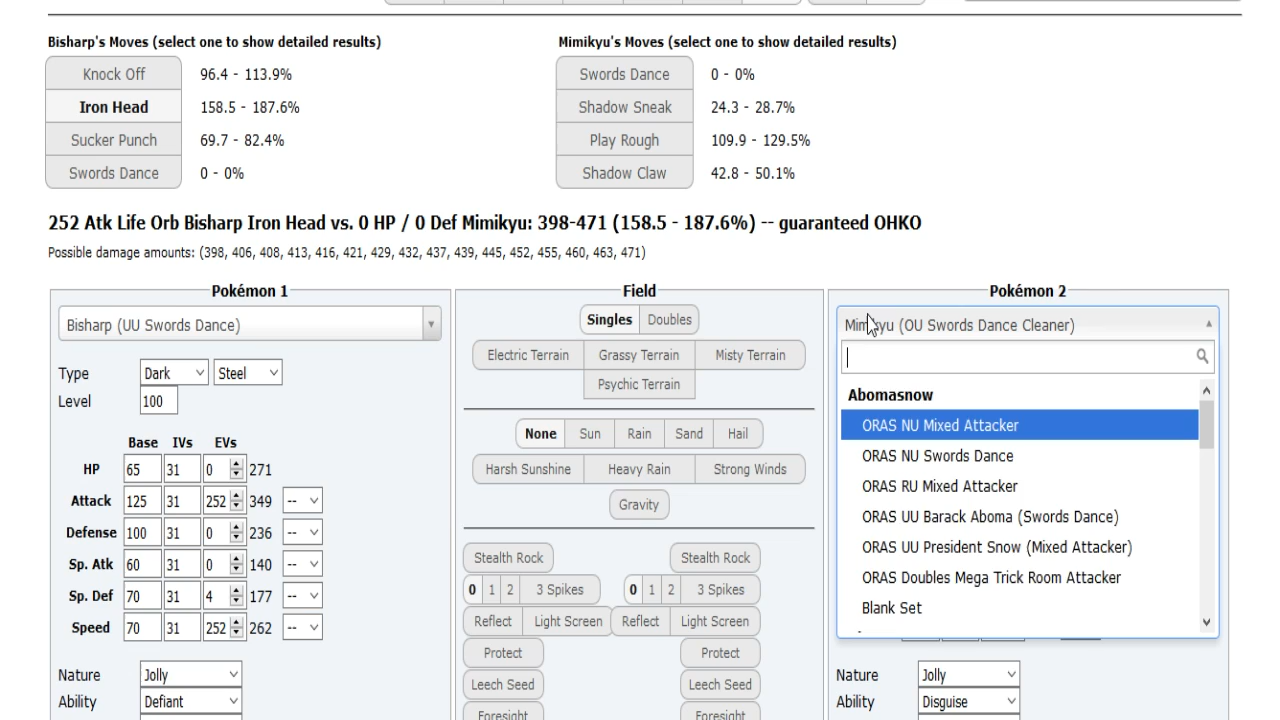 Bisharp's Moves (select one to show detailed results)
Knock Off 96.4 - 113.9%
Iron Head 158.5 - 187.6%
Sucker Punch 69.7 - 82.4%
Swords Dance 0 - 0%
Mimikyu's Moves (select one to show detailed results)
Swords Dance 0 - 0%
Shadow Sneak 24.3 - 28.7%
Play Rough 109.9 - 129.5%
Shadow Claw 42.8 - 50.1%
252 Atk Life Orb Bisharp Iron Head vs. 0 HP / 0 Def Mimikyu: 398-471 (158.5 - 187.6%) -- guaranteed OHKO
Possible damage amounts: (398, 406, 408, 413, 416, 421, 429, 432, 437, 439, 445, 452, 455, 460, 463, 471)
Pokémon 1
Bisharp (UU Swords Dance)
Type Dark Steel
Level 100
Base IVs EVs
HP 65 31 0 271
Attack 125 31 252 349 --
Defense 100 31 0 236 --
Sp. Atk 60 31 0 140 --
Sp. Def 70 31 4 177 --
Speed 70 31 252 262 --
Nature Jolly
Ability Defiant
Field
Singles Doubles
Electric Terrain Grassy Terrain Misty Terrain
Psychic Terrain
None Sun Rain Sand Hail
Harsh Sunshine Heavy Rain Strong Winds
Gravity
Stealth Rock Stealth Rock
0 1 2 3 Spikes 0 1 2 3 Spikes
Reflect Light Screen Reflect Light Screen
Protect Protect
Leech Seed Leech Seed
Foresight Foresight
Pokémon 2
Mimikyu (OU Swords Dance Cleaner)
Abomasnow
ORAS NU Mixed Attacker
ORAS NU Swords Dance
ORAS RU Mixed Attacker
ORAS UU Barack Aboma (Swords Dance)
ORAS UU President Snow (Mixed Attacker)
ORAS Doubles Mega Trick Room Attacker
Blank Set
Nature Jolly
Ability Disguise